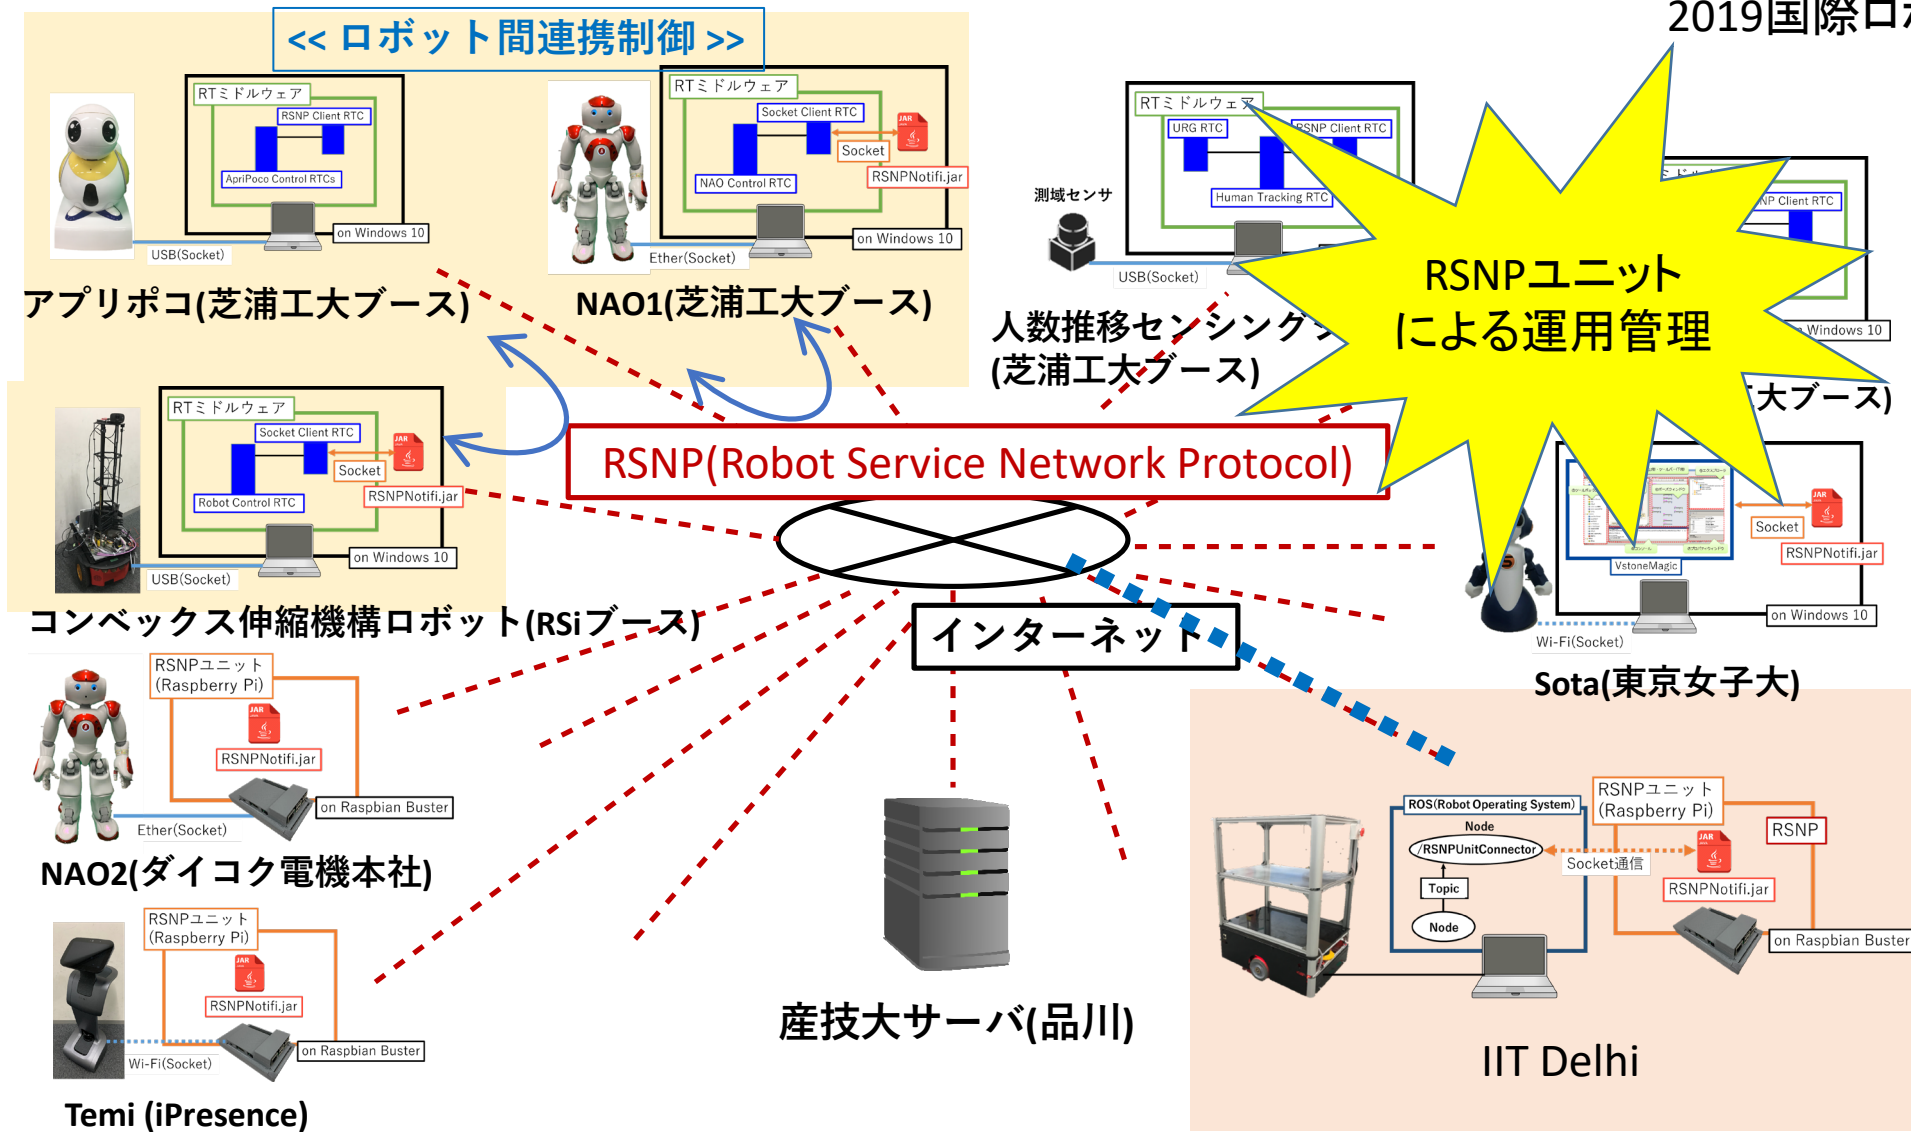 2019国際ロボ
<< ロボット間連携制御 >>
RTミドルウェア
RSNP Client RTC
ApriPoco Control RTCs
on Windows 10
USB(Socket)
アプリポコ(芝浦工大ブース)
RTミドルウェア
Socket Client RTC
JAR
Socket
RSNPNotifi.jar
NAO Control RTC
on Windows 10
Ether(Socket)
NAO1(芝浦工大ブース)
RTミドルウェア
URG RTC
RSNP Client RTC
Human Tracking RTC
測域センサ
USB(Socket)
人数推移センシング
(芝浦工大ブース)
NP Client RTC
Windows 10
大ブース)
RSNPユニット
による運用管理
RTミドルウェア
Socket Client RTC
JAR
Socket
RSNPNotifi.jar
Robot Control RTC
on Windows 10
USB(Socket)
コンベックス伸縮機構ロボット(RSiブース)
RSNP(Robot Service Network Protocol)
インターネット
JAR
Socket
RSNPNotifi.jar
VstoneMagic
on Windows 10
Wi-Fi(Socket)
Sota(東京女子大)
RSNPユニット
(Raspberry Pi)
JAR
RSNPNotifi.jar
on Raspbian Buster
Ether(Socket)
NAO2(ダイコク電機本社)
RSNPユニット
(Raspberry Pi)
JAR
RSNPNotifi.jar
on Raspbian Buster
Wi-Fi(Socket)
Temi (iPresence)
産技大サーバ(品川)
ROS(Robot Operating System)
Node
/RSNPUnitConnector
Topic
Node
RSNPユニット
(Raspberry Pi)
RSNP
JAR
Socket通信
RSNPNotifi.jar
on Raspbian Buster
IIT Delhi